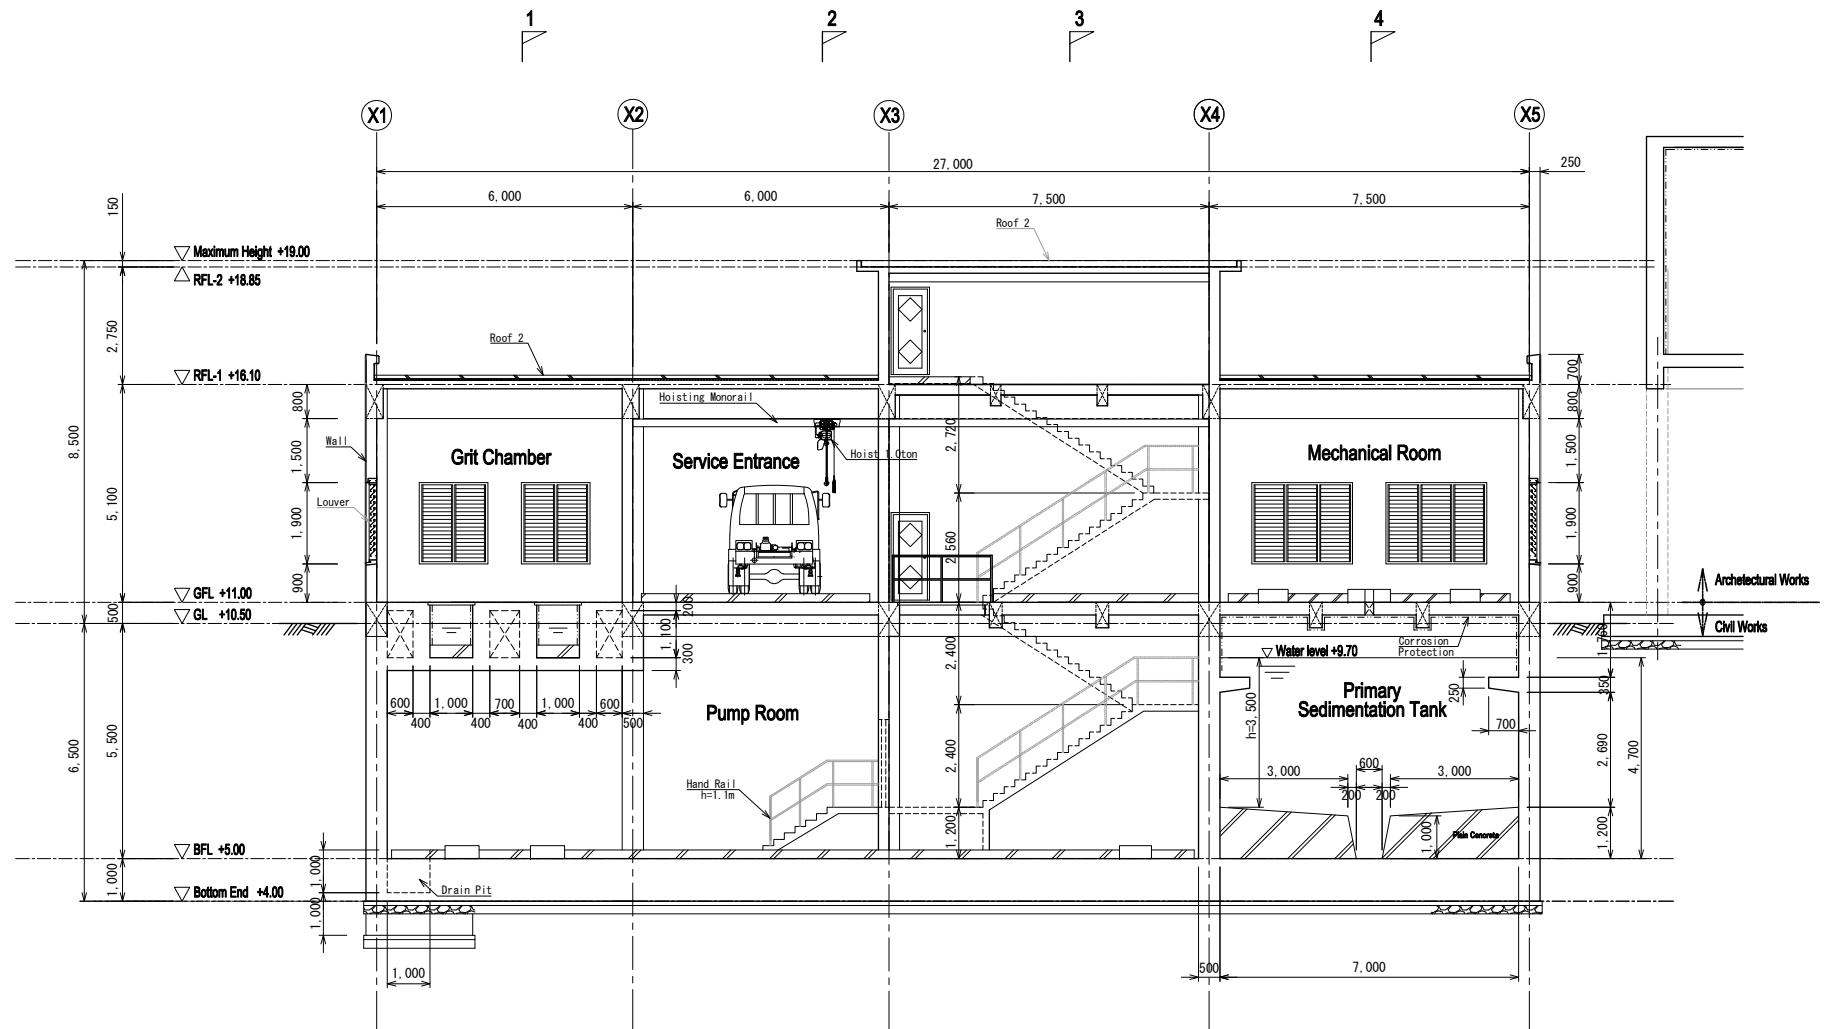 1
2
3
4
X1
X2
X3
X4
X5
27,000
250
6,000
6,000
7,500
7,500
150
Roof 2
Maximum Height +19.00
RFL-2 +18.85
2,750
Roof 2
RFL-1 +16.10
700
800
800
Hoisting Monorail
8,500
Wall
1,500
Grit Chamber
Service Entrance
Hoist 1.0ton
2,720
Mechanical Room
1,500
5,100
Louver
1,900
2,560
1,900
900
900
GFL +11.00
Archetectural Works
500
GL +10.50
200
1,100
300
2,400
Corrosion
Protection
Civil Works
1,760
Water level +9.70
600
1,000
700
1,000
600
400
400
400
400
500
Pump Room
h=3,500
Primary
Sedimentation Tank
250
350
700
6,500
5,500
2,400
2,690
4,700
Hand Rail
h=1.1m
3,000
600
3,000
200
200
1,200
1,000
Plain Concrete
1,200
BFL +5.00
1,000
1,000
Drain Pit
Bottom End +4.00
1,000
1,000
500
7,000